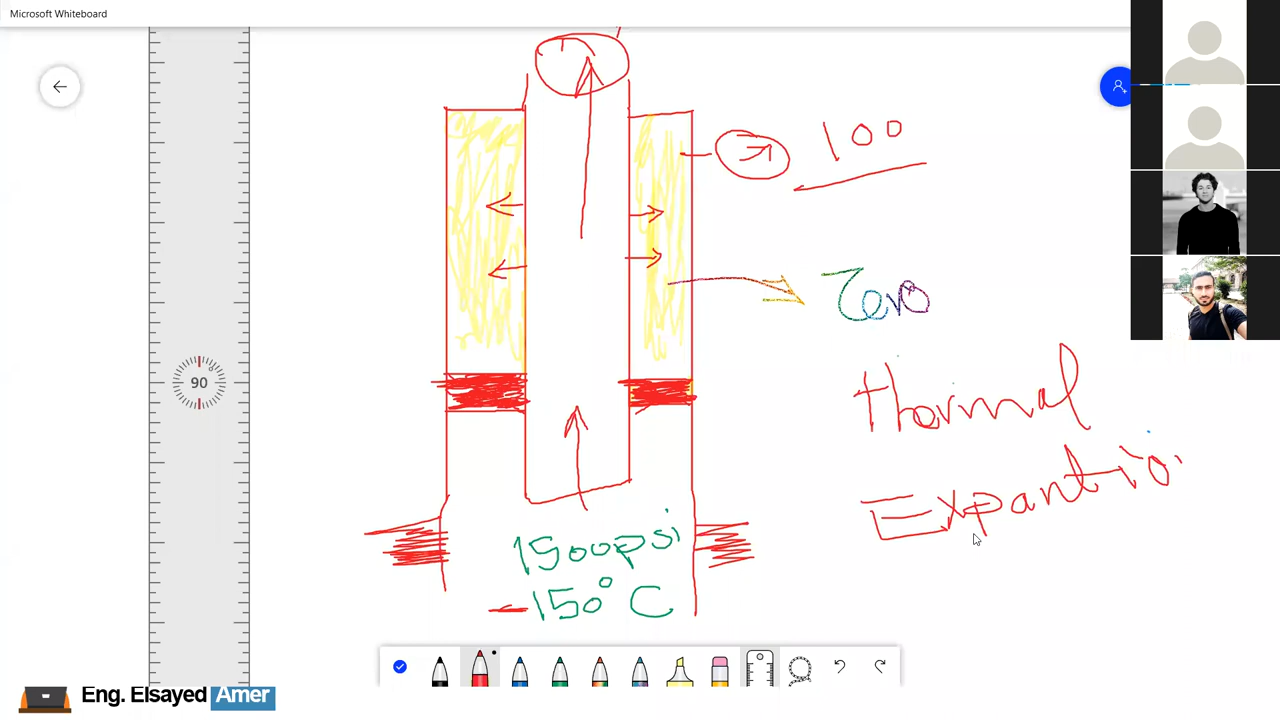 Microsoft Whiteboard
100
Zero
thermal
Expantio
90
1500psi
-150°C
Eng. Elsayed Amer